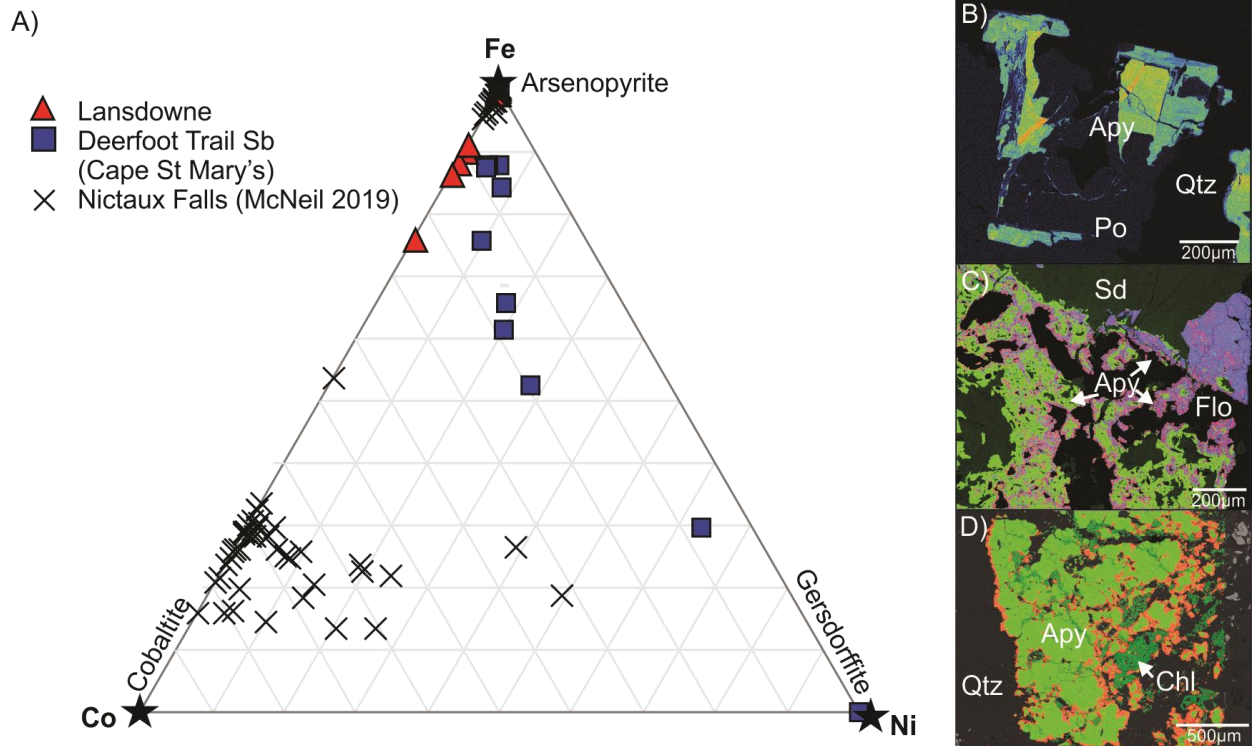 A)
Fe
Arsenopyrite
Lansdowne
Deerfoot Trail Sb
(Cape St Mary's)
Nictaux Falls (McNeil 2019)
Cobaltite
Gersdorffite
Co
Ni
B)
Apy
Qtz
Po
200µm
C)
Sd
Apy
Flo
200µm
D)
Apy
Qtz
Chl
500µm